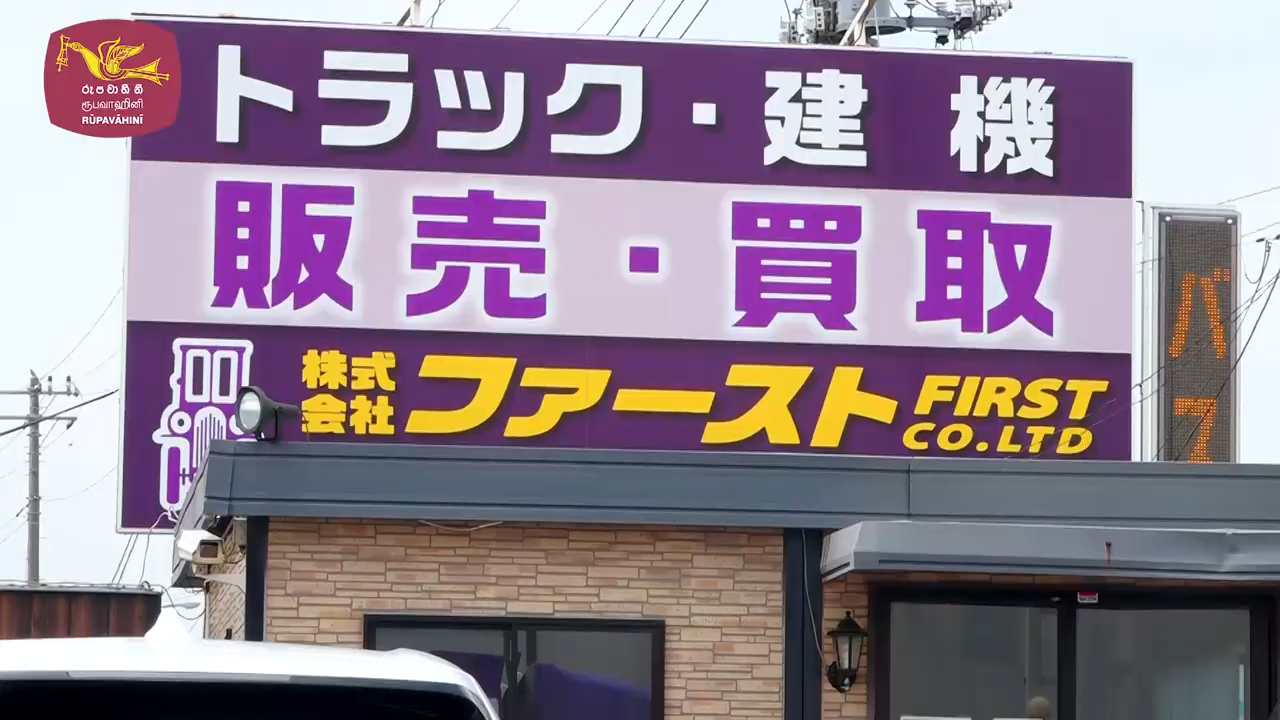 රූපවාහිනී
ரூபவாஹினி
RŪPAVĀHINĪ
トラック・建機
販売・買取
株式会社ファースト FIRST CO.LTD
バス